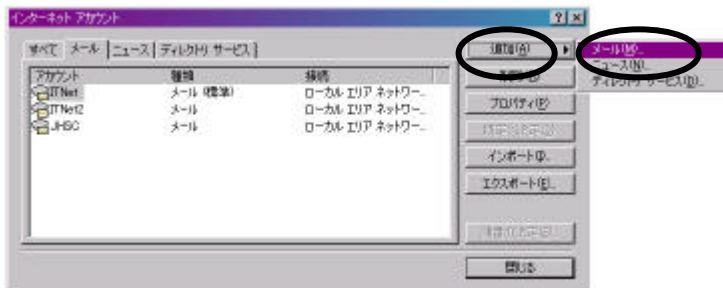 インターネット アカウント
すべて メール ニュース ディレクトリ サービス
追加(A)
メール(M)...
ニュース(N)...
ディレクトリ サービス(D)...
アカウント 種類 接続
ITNet メール (標準) ローカル エリア ネットワー...
ITNet2 メール ローカル エリア ネットワー...
JHSC メール ローカル エリア ネットワー...
プロパティ(P)
インポート(I)...
エクスポート(E)...
閉じる